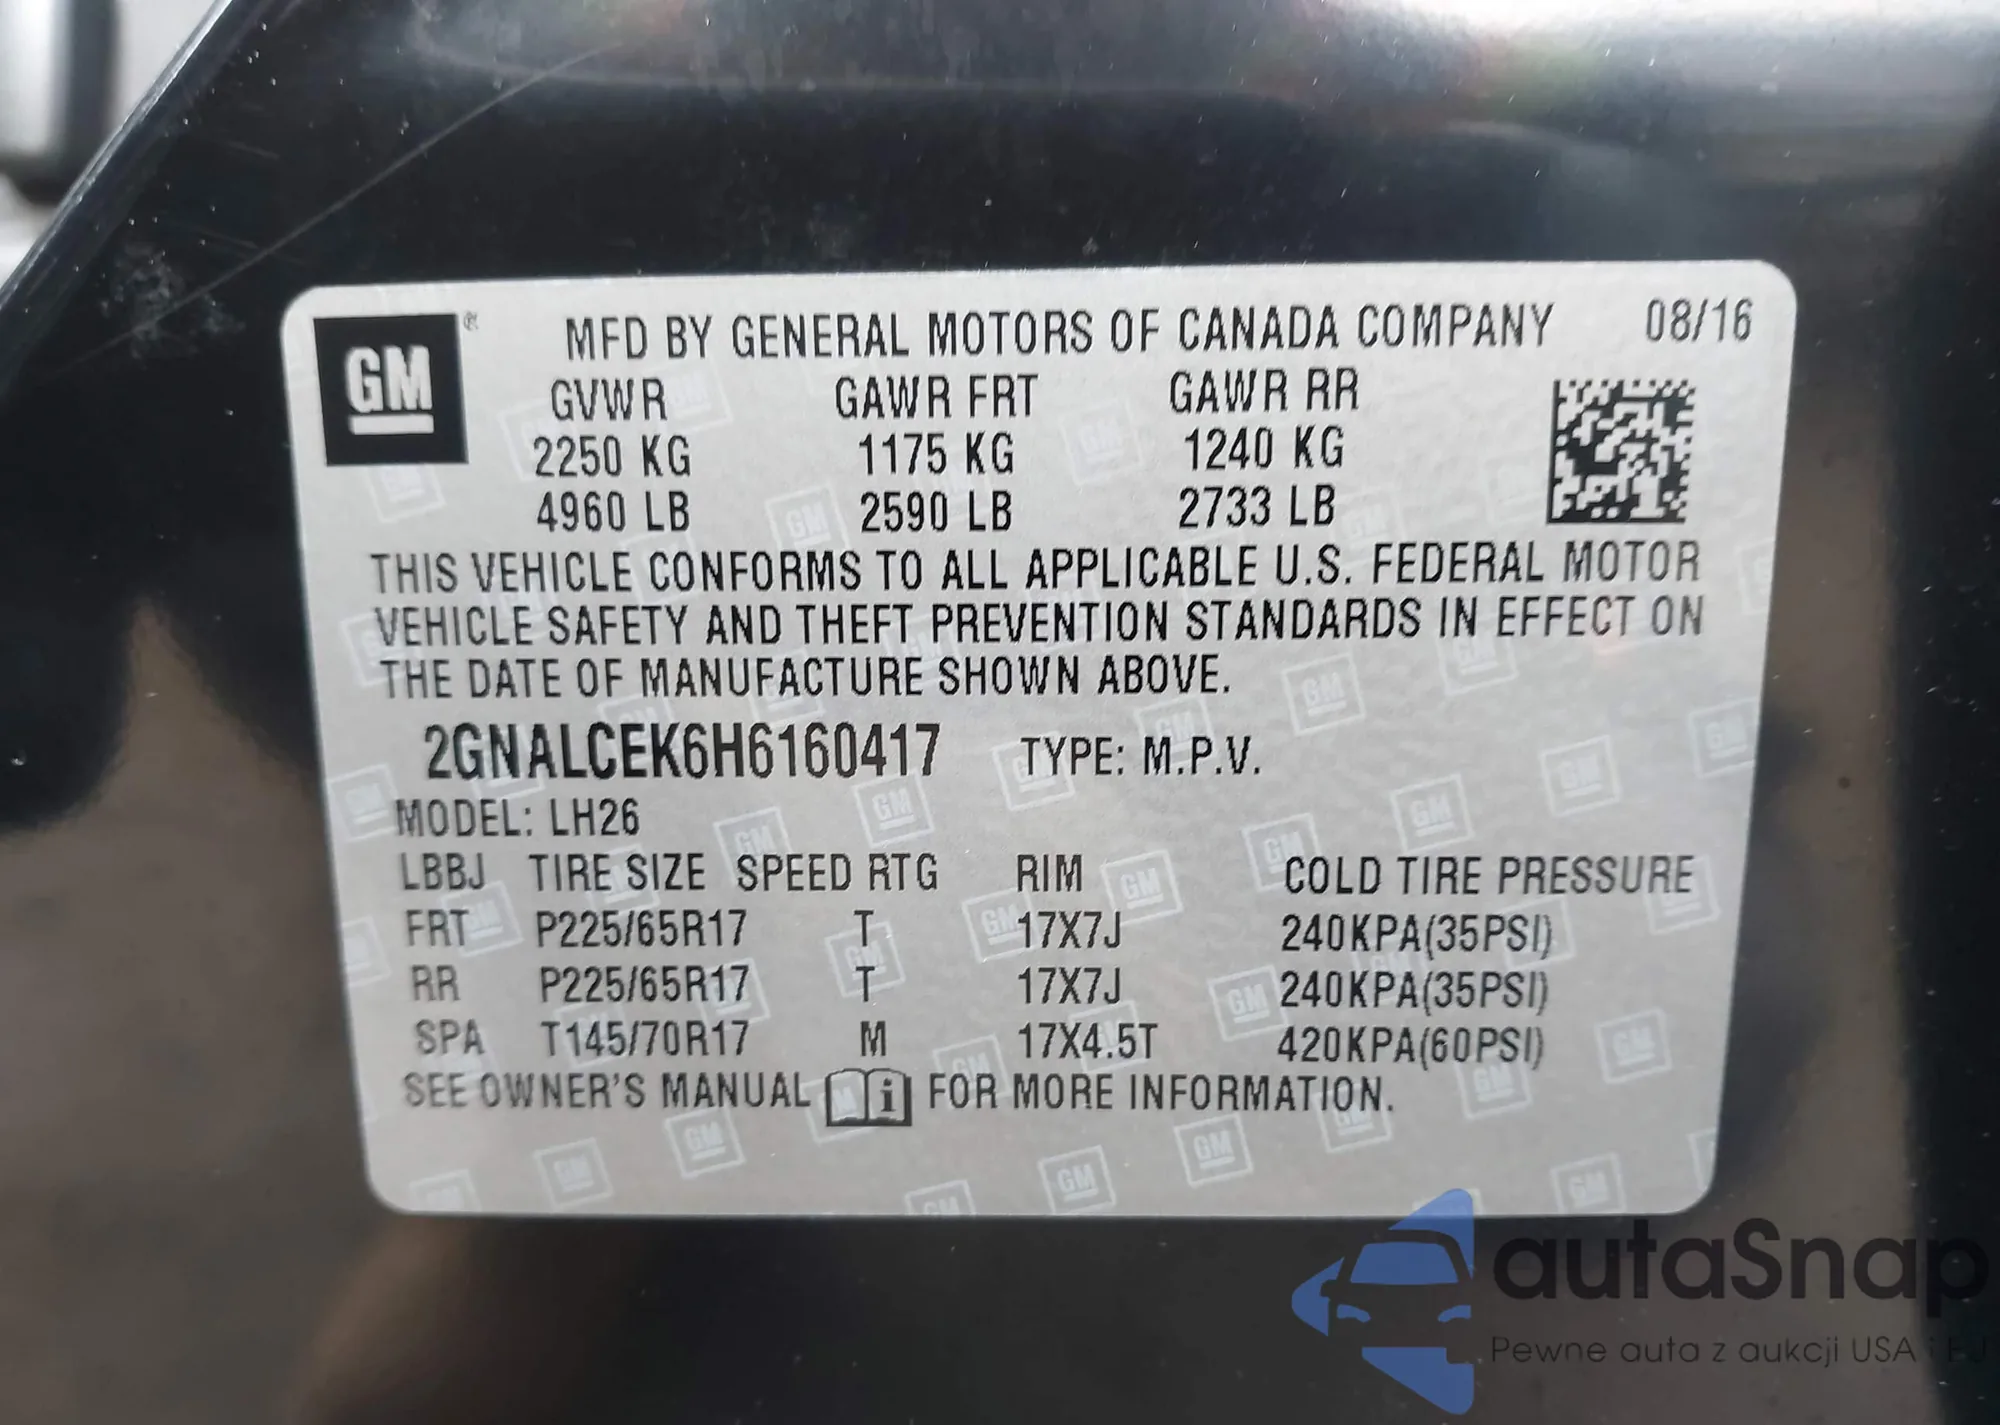 GM
MFD BY GENERAL MOTORS OF CANADA COMPANY 08/16
GVWR GAWR FRT GAWR RR
2250 KG 1175 KG 1240 KG
4960 LB 2590 LB 2733 LB
THIS VEHICLE CONFORMS TO ALL APPLICABLE U.S. FEDERAL MOTOR
VEHICLE SAFETY AND THEFT PREVENTION STANDARDS IN EFFECT ON
THE DATE OF MANUFACTURE SHOWN ABOVE.
2GNALCEK6H6160417 TYPE: M.P.V.
MODEL: LH26
LBBJ TIRE SIZE SPEED RTG RIM COLD TIRE PRESSURE
FRT P225/65R17 T 17X7J 240KPA(35PSI)
RR P225/65R17 T 17X7J 240KPA(35PSI)
SPA T145/70R17 M 17X4.5T 420KPA(60PSI)
SEE OWNER'S MANUAL i FOR MORE INFORMATION.
autaSnap
Pewne auta z aukcji USA i